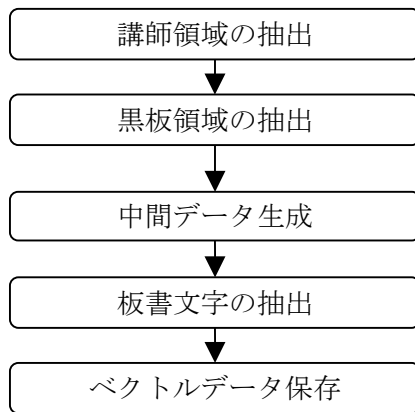 講師領域の抽出
黒板領域の抽出
中間データ生成
板書文字の抽出
ベクトルデータ保存